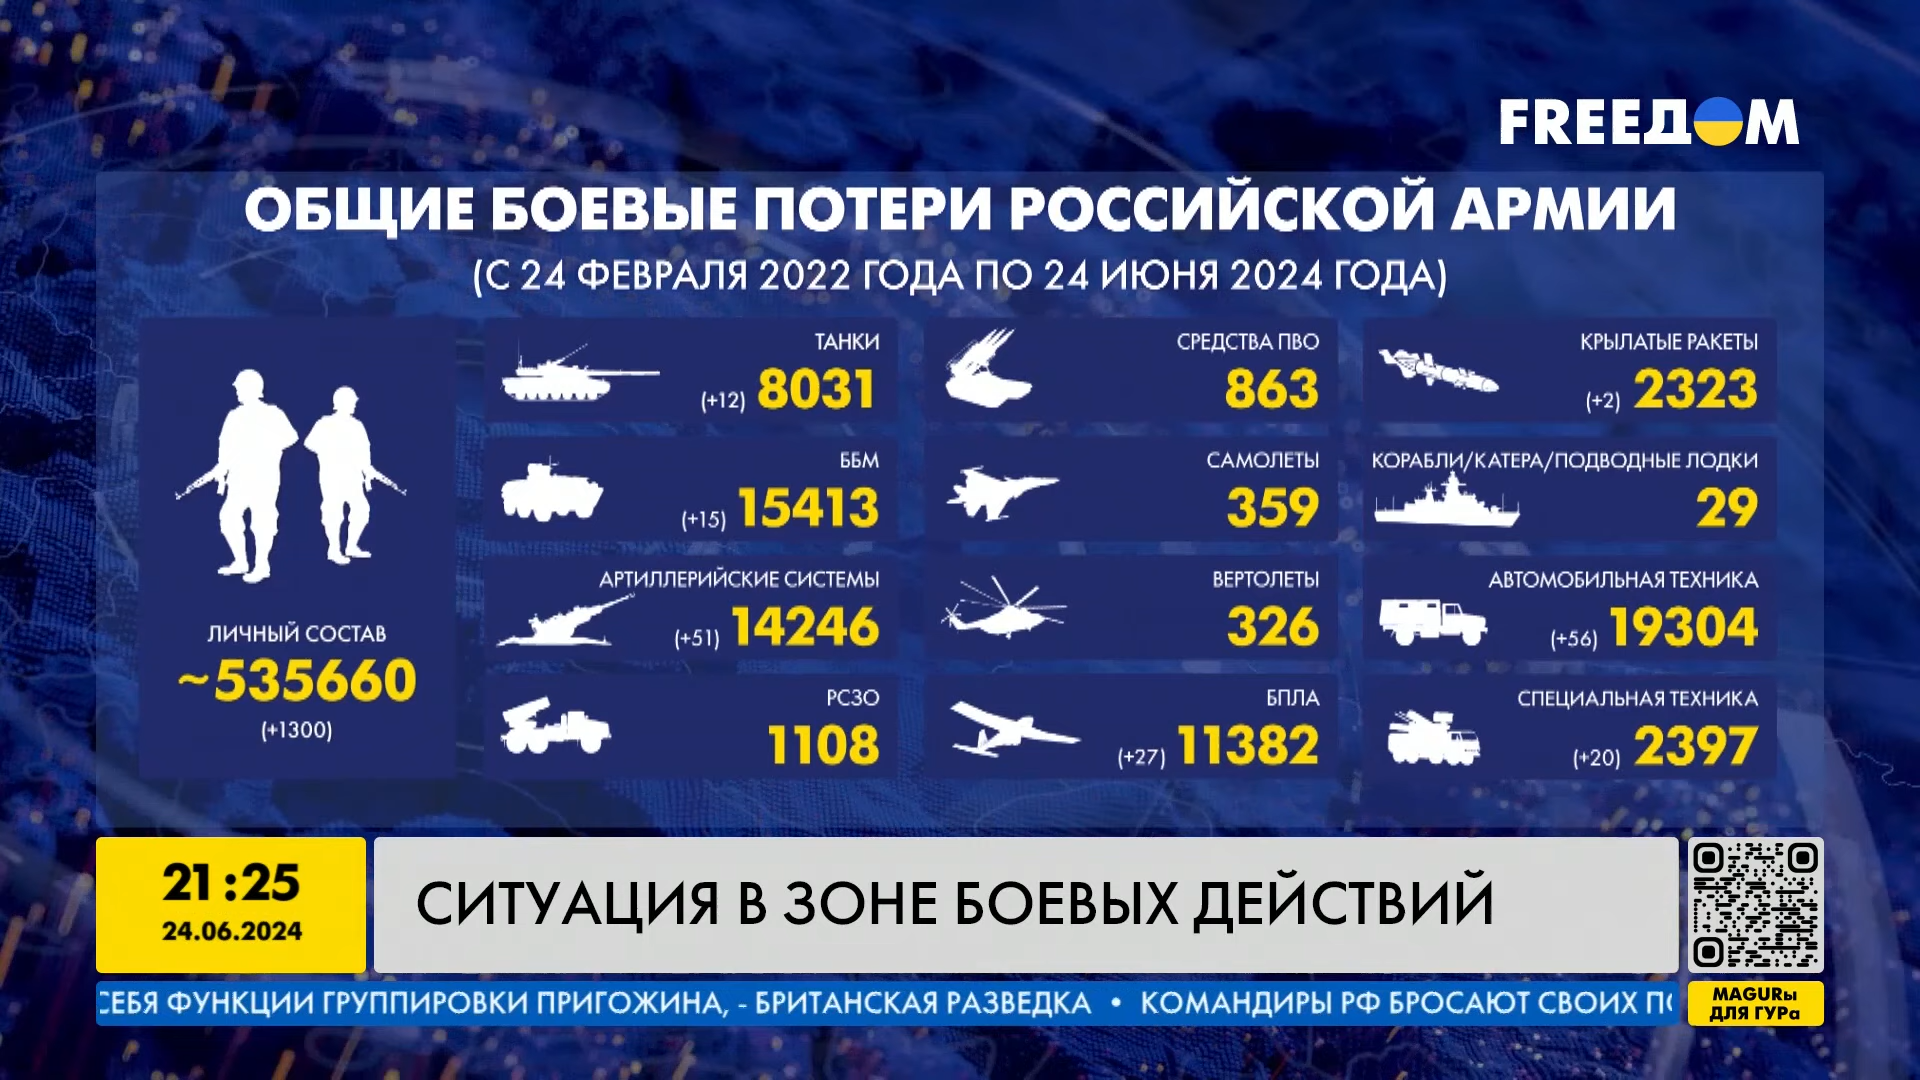 FREEДOM
ОБЩИЕ БОЕВЫЕ ПОТЕРИ РОССИЙСКОЙ АРМИИ
(С 24 ФЕВРАЛЯ 2022 ГОДА ПО 24 ИЮНЯ 2024 ГОДА)
ЛИЧНЫЙ СОСТАВ
~535660
(+1300)
ТАНКИ
(+12) 8031
ББМ
(+15) 15413
АРТИЛЛЕРИЙСКИЕ СИСТЕМЫ
(+51) 14246
РСЗО
1108
СРЕДСТВА ПВО
863
САМОЛЕТЫ
359
ВЕРТОЛЕТЫ
326
БПЛА
(+27) 11382
КРЫЛАТЫЕ РАКЕТЫ
(+2) 2323
КОРАБЛИ/КАТЕРА/ПОДВОДНЫЕ ЛОДКИ
29
АВТОМОБИЛЬНАЯ ТЕХНИКА
(+56) 19304
СПЕЦИАЛЬНАЯ ТЕХНИКА
(+20) 2397
21:25
24.06.2024
СИТУАЦИЯ В ЗОНЕ БОЕВЫХ ДЕЙСТВИЙ
СЕБЯ ФУНКЦИИ ГРУППИРОВКИ ПРИГОЖИНА, - БРИТАНСКАЯ РАЗВЕДКА • КОМАНДИРЫ РФ БРОСАЮТ СВОИХ
MAGURы
ДЛЯ ГУРа